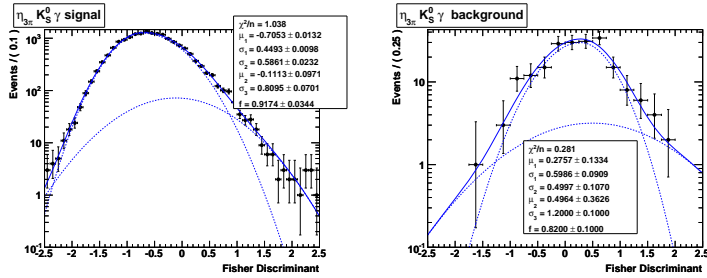 η3π K0S γ signal
χ²/n = 1.038
μ1 = -0.7053 ± 0.0132
σ1 = 0.4493 ± 0.0098
σ2 = 0.5861 ± 0.0232
μ2 = -0.1113 ± 0.0971
σ3 = 0.8095 ± 0.0701
f = 0.9174 ± 0.0344
Events / ( 0.1 )
10³
10²
10
1
10⁻¹
-2.5 -2 -1.5 -1 -0.5 0 0.5 1 1.5 2 2.5
Fisher Discriminant
η3π K0S γ background
Events / ( 0.25 )
10
1
10⁻¹
χ²/n = 0.281
μ1 = 0.2757 ± 0.1334
σ1 = 0.5986 ± 0.0909
σ2 = 0.4997 ± 0.1070
μ2 = 0.4964 ± 0.3626
σ3 = 1.2000 ± 0.1000
f = 0.8200 ± 0.1000
-2.5 -2 -1.5 -1 -0.5 0 0.5 1 1.5 2 2.5
Fisher Discriminant